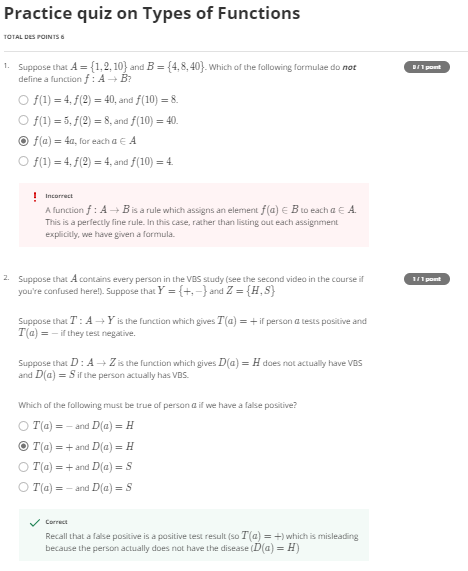 Practice quiz on Types of Functions
TOTAL DES POINTS 6
1. Suppose that A = {1, 2, 10} and B = {4, 8, 40}. Which of the following formulae do not
define a function f : A → B?
0 / 1 point
f(1) = 4, f(2) = 40, and f(10) = 8.
f(1) = 5, f(2) = 8, and f(10) = 40.
f(a) = 4a, for each a ∈ A
f(1) = 4, f(2) = 4, and f(10) = 4.
Incorrect
A function f : A → B is a rule which assigns an element f(a) ∈ B to each a ∈ A.
This is a perfectly fine rule. In this case, rather than listing out each assignment
explicitly, we have given a formula.
2. Suppose that A contains every person in the VBS study (see the second video in the course if
you're confused here!). Suppose that Y = {+, −} and Z = {H, S}
1 / 1 point
Suppose that T : A → Y is the function which gives T(a) = + if person a tests positive and
T(a) = − if they test negative.
Suppose that D : A → Z is the function which gives D(a) = H does not actually have VBS
and D(a) = S if the person actually has VBS.
Which of the following must be true of person a if we have a false positive?
T(a) = − and D(a) = H
T(a) = + and D(a) = H
T(a) = + and D(a) = S
T(a) = − and D(a) = S
Correct
Recall that a false positive is a positive test result (so T(a) = +) which is misleading
because the person actually does not have the disease (D(a) = H)